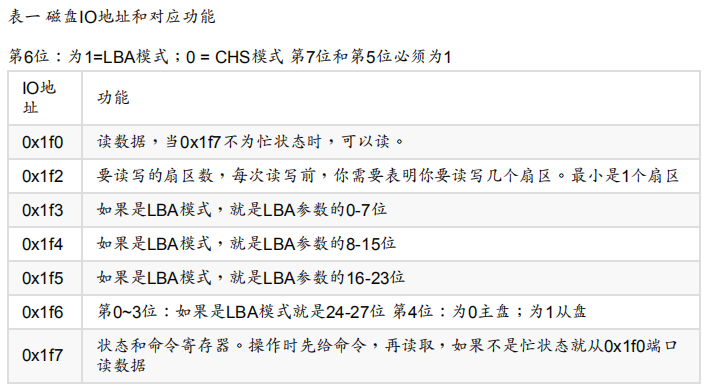 表一 磁盘IO地址和对应功能
第6位：为1=LBA模式；0 = CHS模式 第7位和第5位必须为1
IO地
址
功能
0x1f0
读数据，当0x1f7不为忙状态时，可以读。
0x1f2
要读写的扇区数，每次读写前，你需要表明你要读写几个扇区。最小是1个扇区
0x1f3
如果是LBA模式，就是LBA参数的0-7位
0x1f4
如果是LBA模式，就是LBA参数的8-15位
0x1f5
如果是LBA模式，就是LBA参数的16-23位
0x1f6
第0~3位：如果是LBA模式就是24-27位 第4位：为0主盘；为1从盘
0x1f7
状态和命令寄存器。操作时先给命令，再读取，如果不是忙状态就从0x1f0端口
读数据